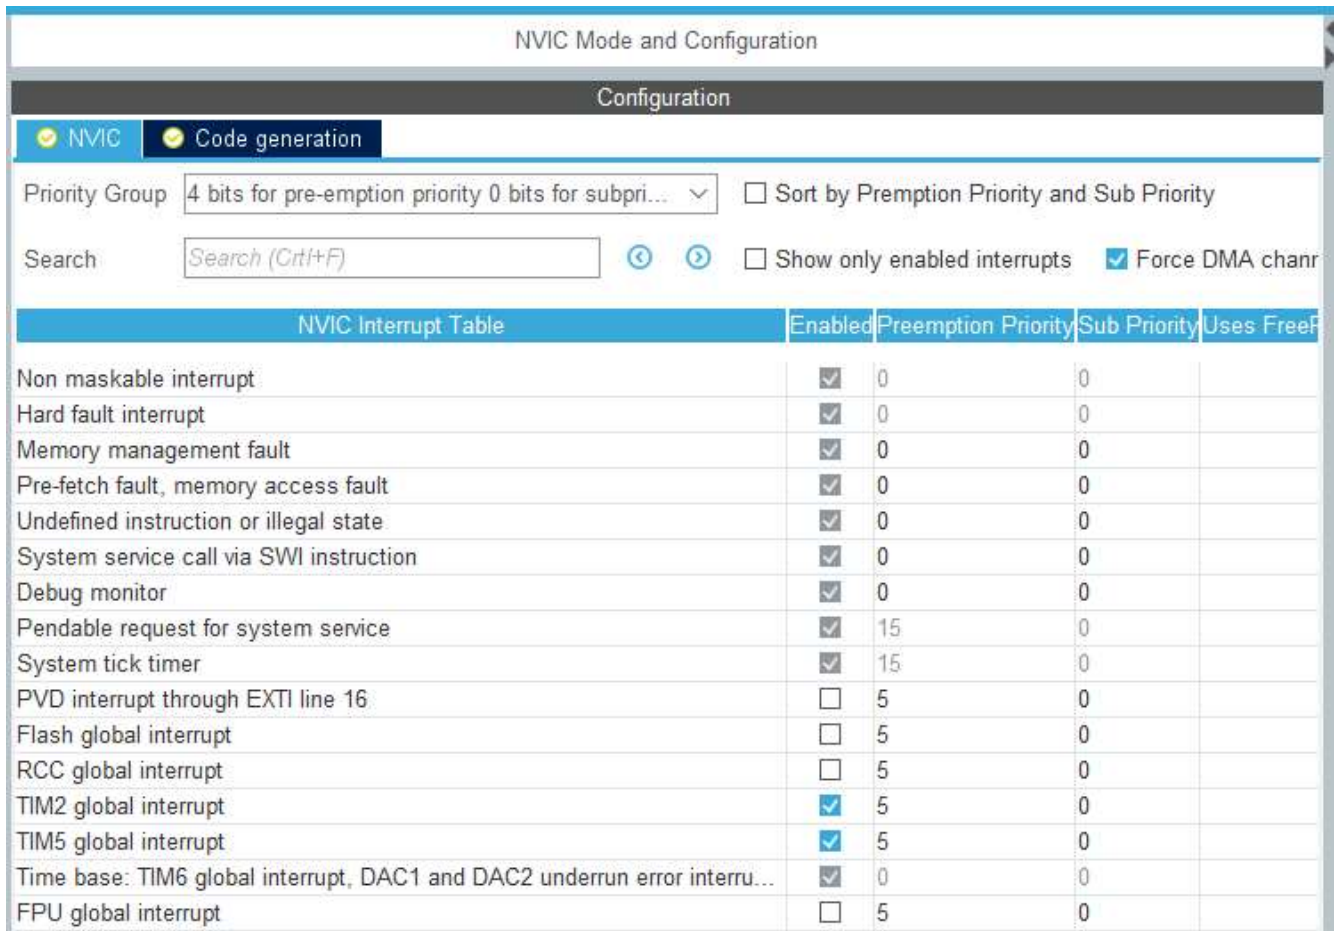 NVIC Mode and Configuration
Configuration
NVIC Code generation
Priority Group 4 bits for pre-emption priority 0 bits for subpri... Sort by Premption Priority and Sub Priority
Search Search (Crtl+F) Show only enabled interrupts Force DMA chanr
NVIC Interrupt Table Enabled Preemption Priority Sub Priority Uses FreeF
Non maskable interrupt 0 0
Hard fault interrupt 0 0
Memory management fault 0 0
Pre-fetch fault, memory access fault 0 0
Undefined instruction or illegal state 0 0
System service call via SWI instruction 0 0
Debug monitor 0 0
Pendable request for system service 15 0
System tick timer 15 0
PVD interrupt through EXTI line 16 5 0
Flash global interrupt 5 0
RCC global interrupt 5 0
TIM2 global interrupt 5 0
TIM5 global interrupt 5 0
Time base: TIM6 global interrupt, DAC1 and DAC2 underrun error interru... 0 0
FPU global interrupt 5 0